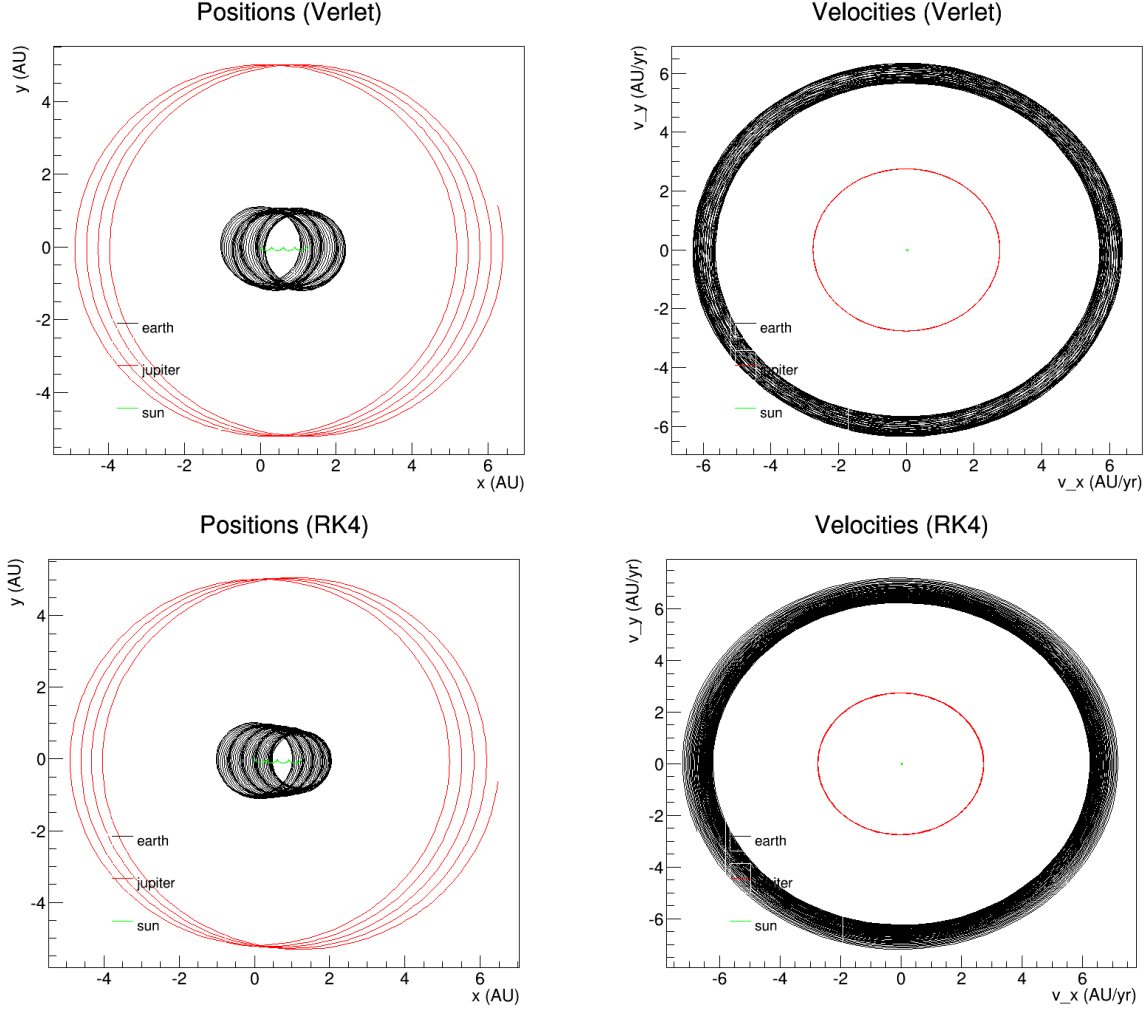 Positions (Verlet)
y (AU)
4
2
0
-2
-4
earth
jupiter
sun
-4 -2 0 2 4 6
x (AU)
Velocities (Verlet)
v_y (AU/yr)
6
4
2
0
-2
-4
-6
earth
jupiter
sun
-6 -4 -2 0 2 4 6
v_x (AU/yr)
Positions (RK4)
y (AU)
4
2
0
-2
-4
earth
jupiter
sun
-4 -2 0 2 4 6
x (AU)
Velocities (RK4)
v_y (AU/yr)
6
4
2
0
-2
-4
-6
earth
jupiter
sun
-6 -4 -2 0 2 4 6
v_x (AU/yr)